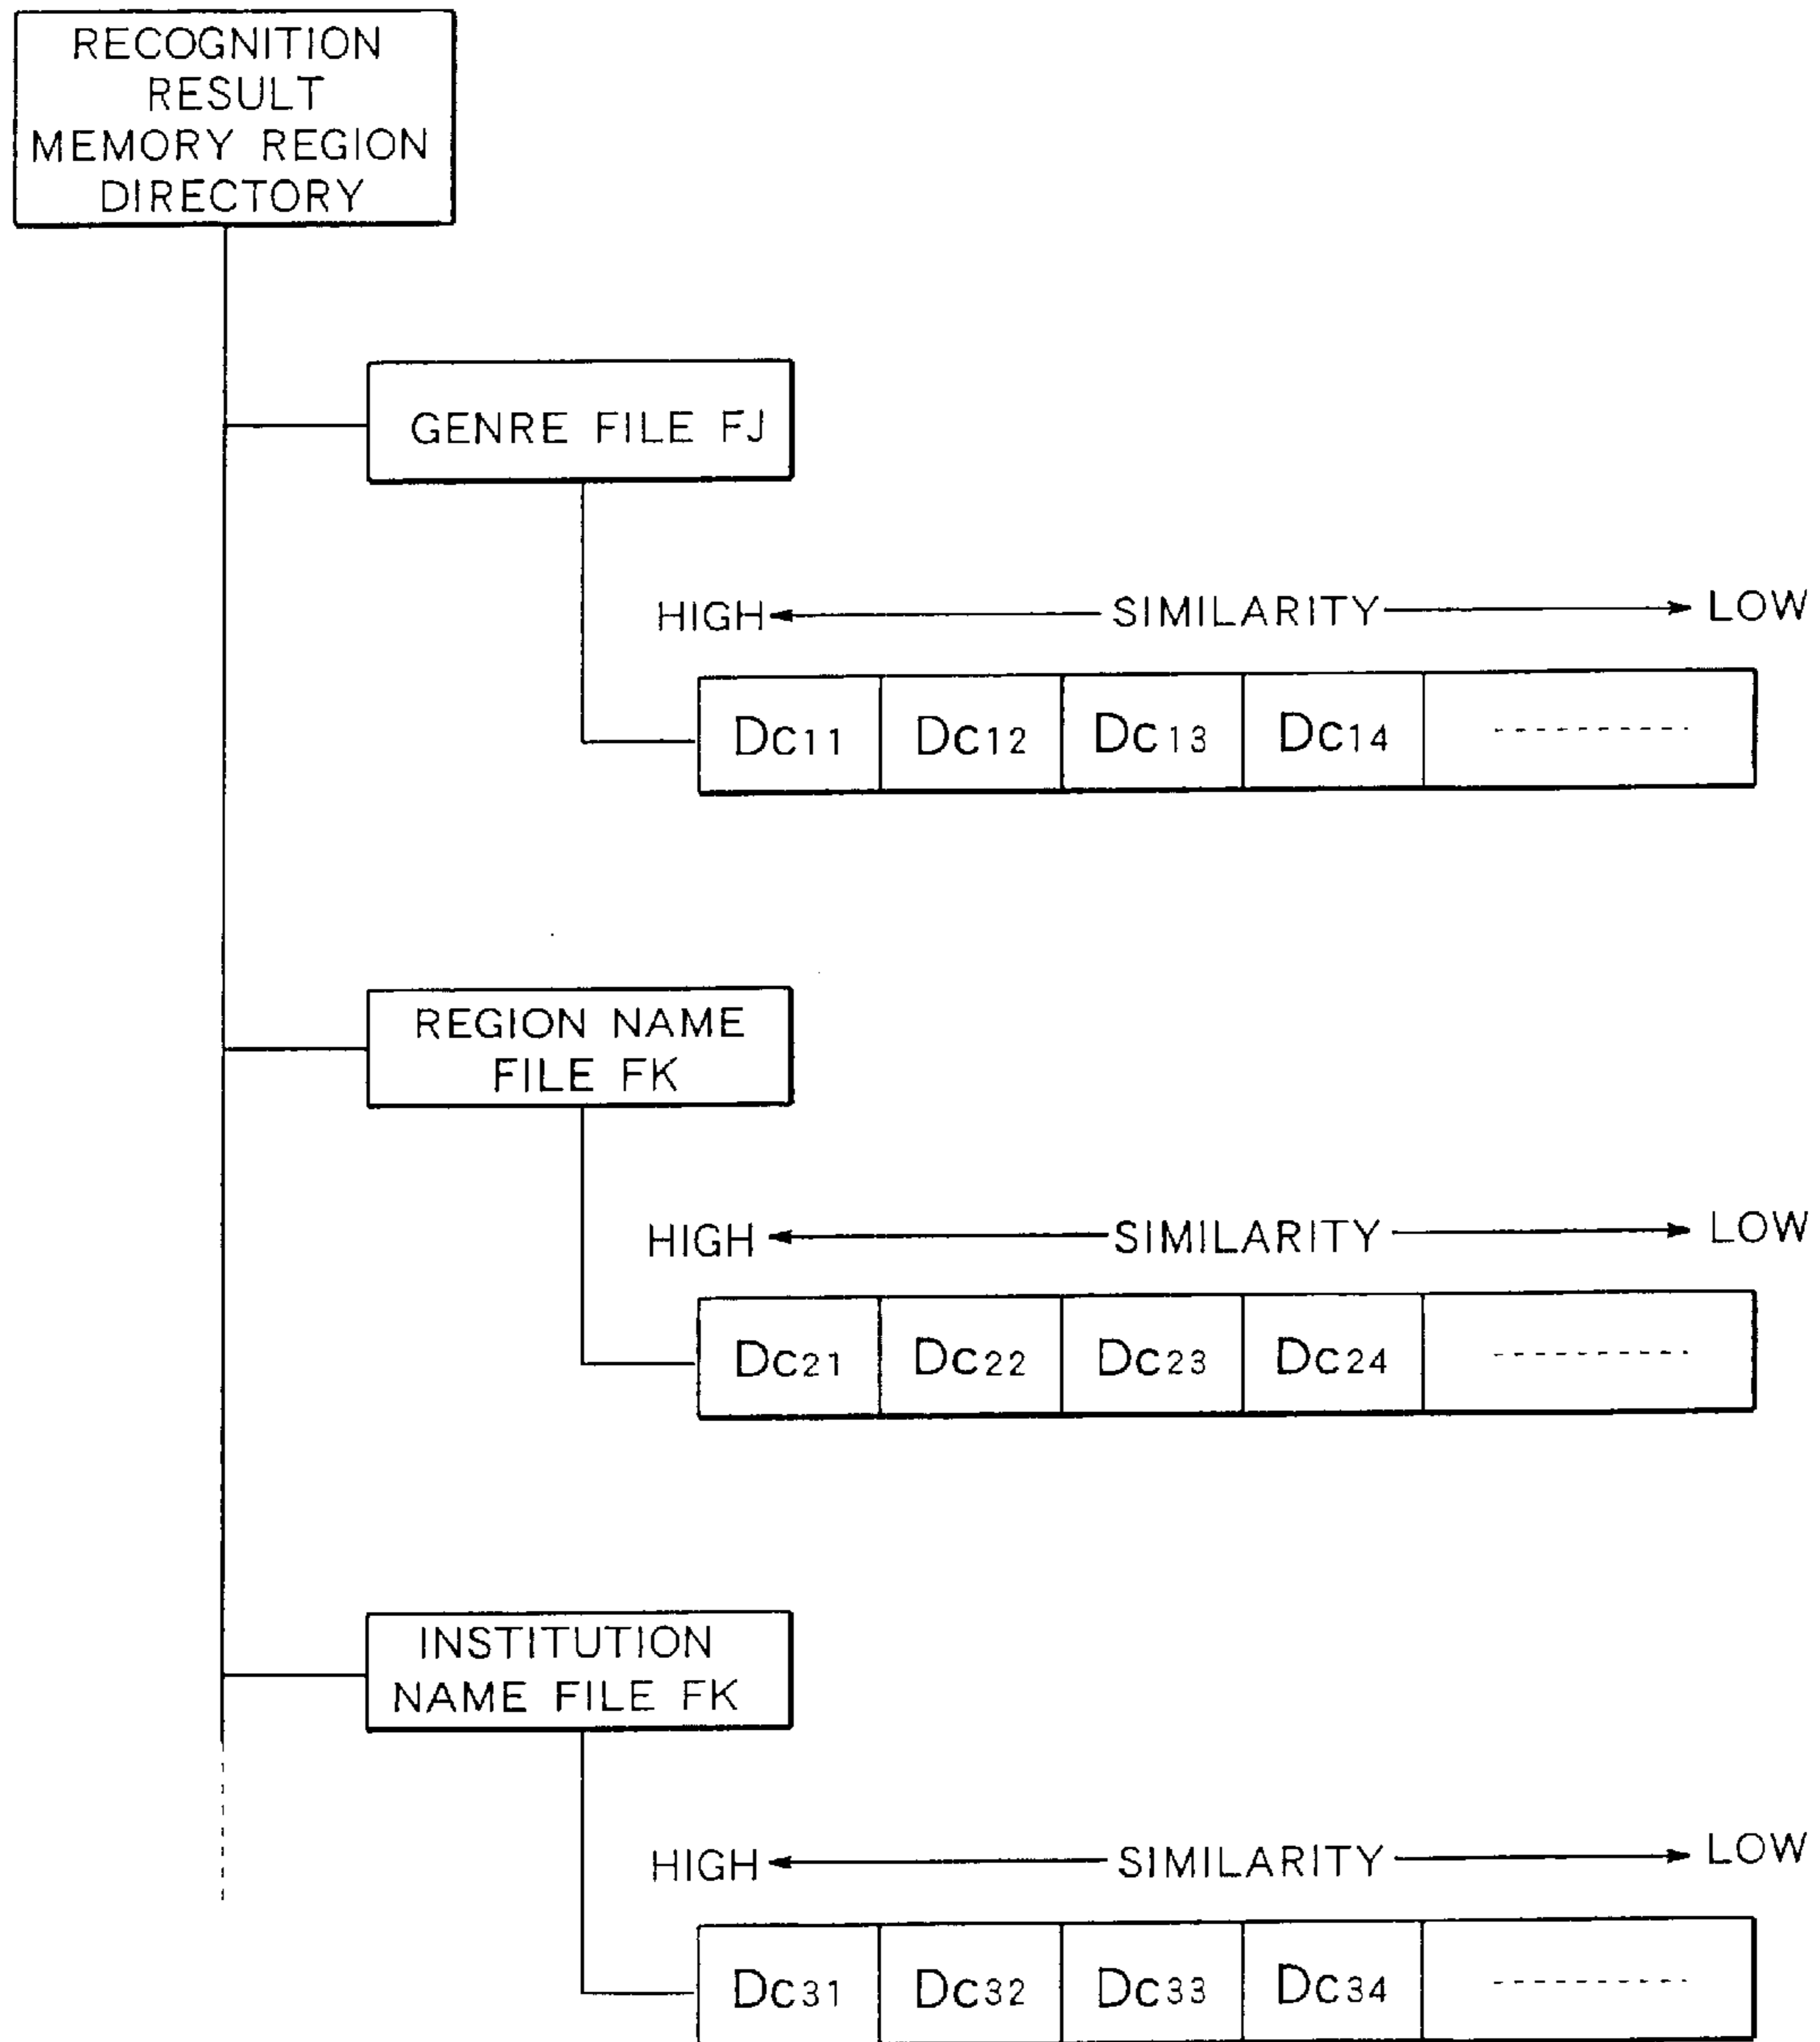 RECOGNITION
RESULT
MEMORY REGION
DIRECTORY
GENRE FILE FJ
HIGH SIMILARITY LOW
Dc11 Dc12 Dc13 Dc14
REGION NAME
FILE FK
HIGH SIMILARITY LOW
Dc21 Dc22 Dc23 Dc24
INSTITUTION
NAME FILE FK
HIGH SIMILARITY LOW
Dc31 Dc32 Dc33 Dc34